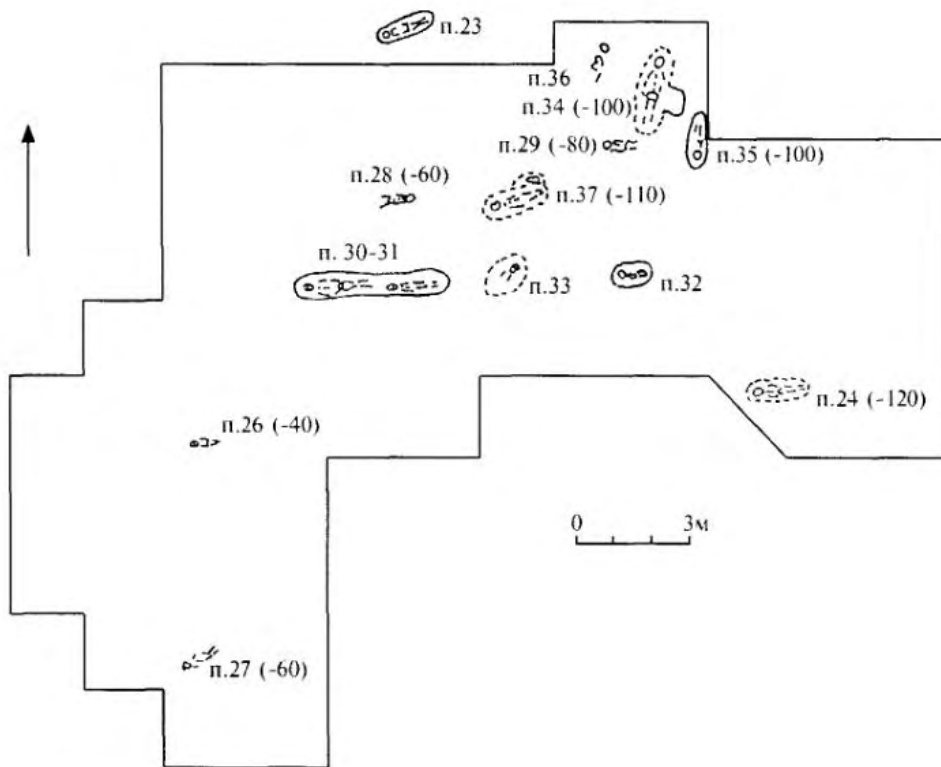 п.23
п.36
п.34 (-100)
п.29 (-80)
п.35 (-100)
п.28 (-60)
п.37 (-110)
п. 30-31
п.33
п.32
п.24 (-120)
п.26 (-40)
0 3м
п.27 (-60)